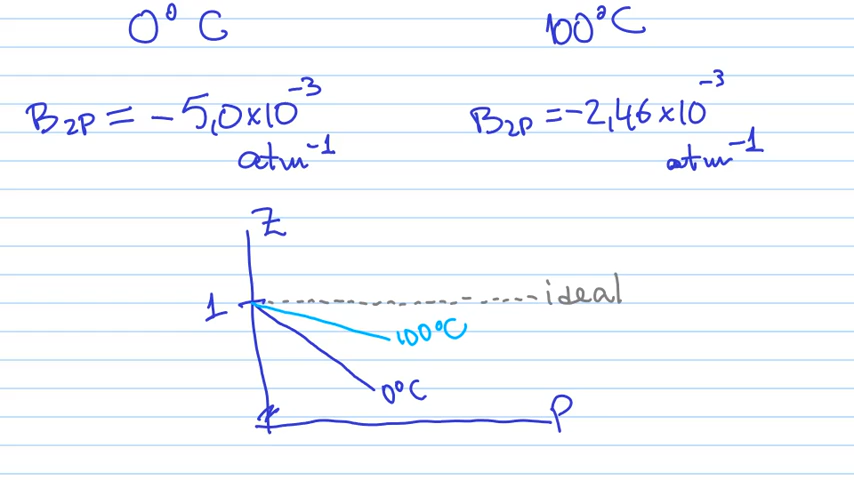 0° C 100°C
B₂P = -5,0x10⁻³ B₂P = -2,46x10⁻³
atm⁻¹ atm⁻¹
Z
1 ideal
100°C
0°C
P